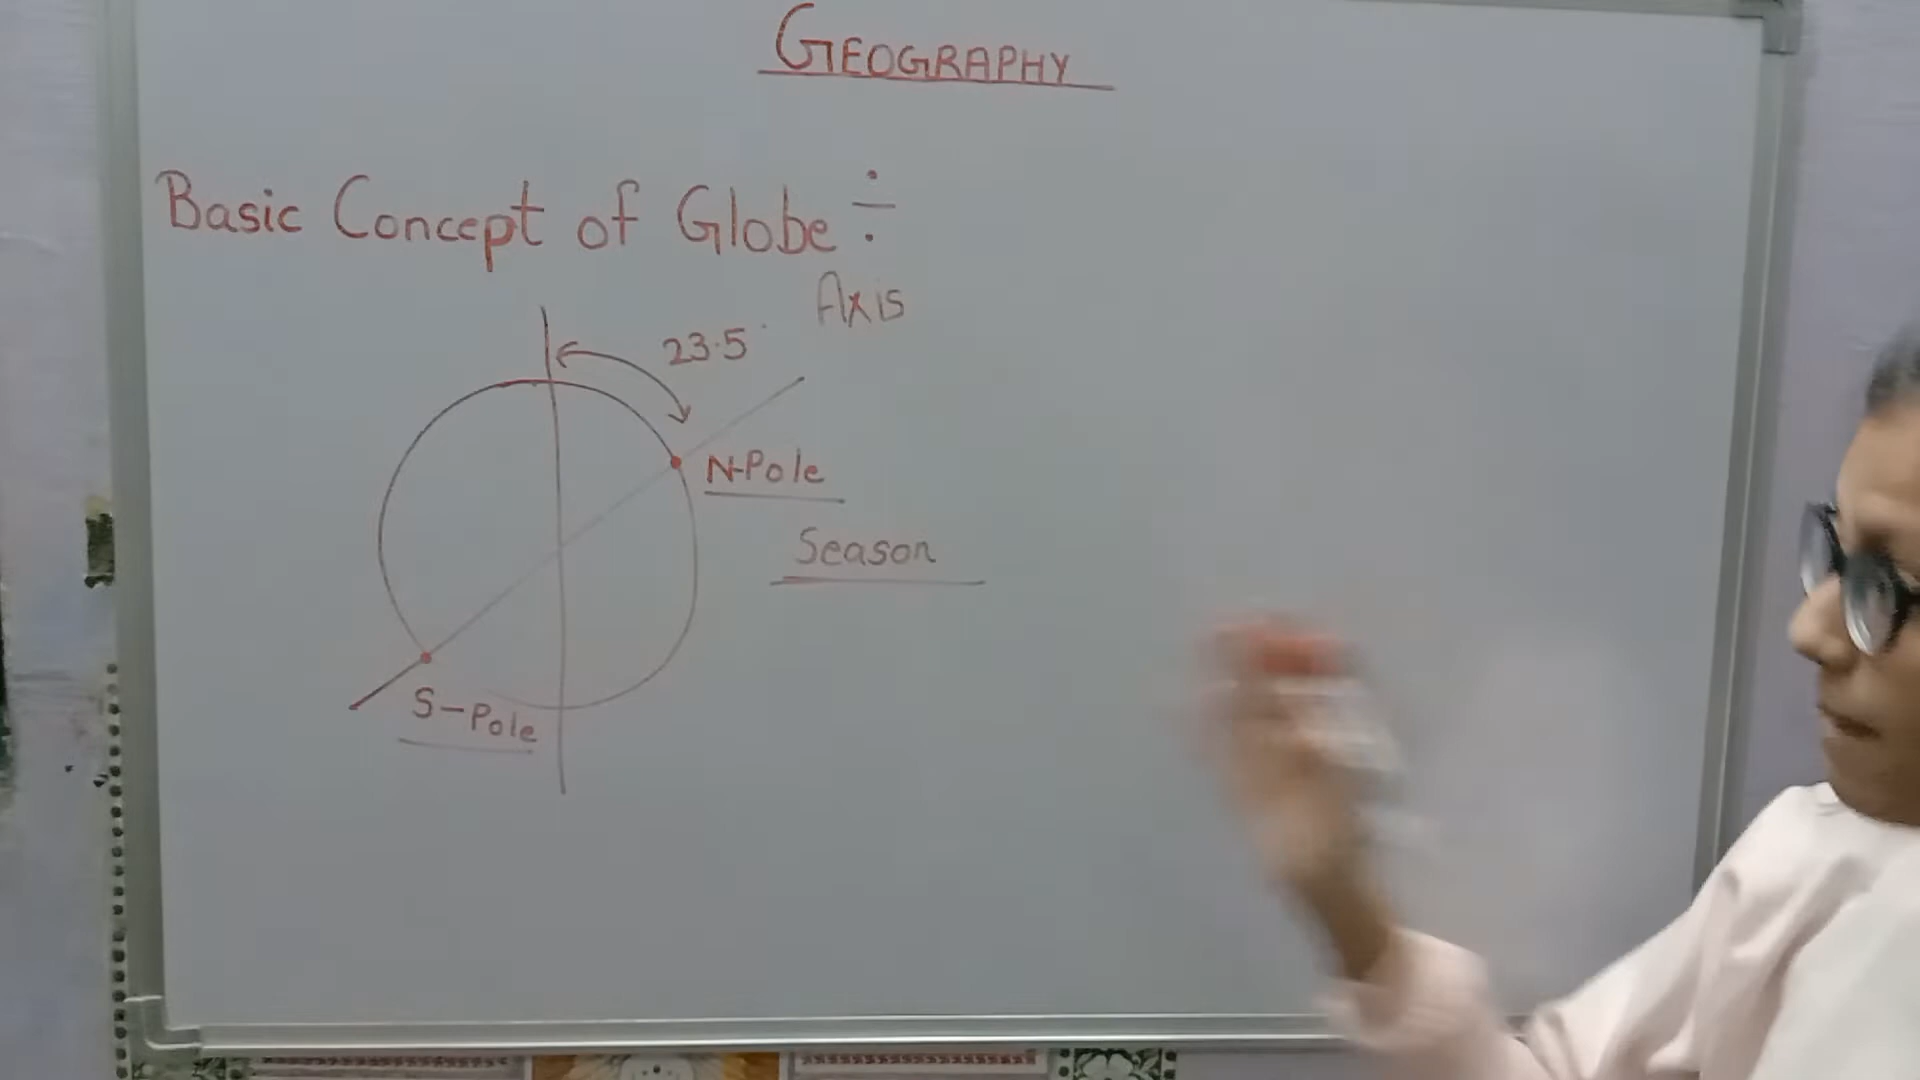 GEOGRAPHY
Basic Concept of Globe ÷
Axis
23.5°
N-Pole
Season
S-Pole